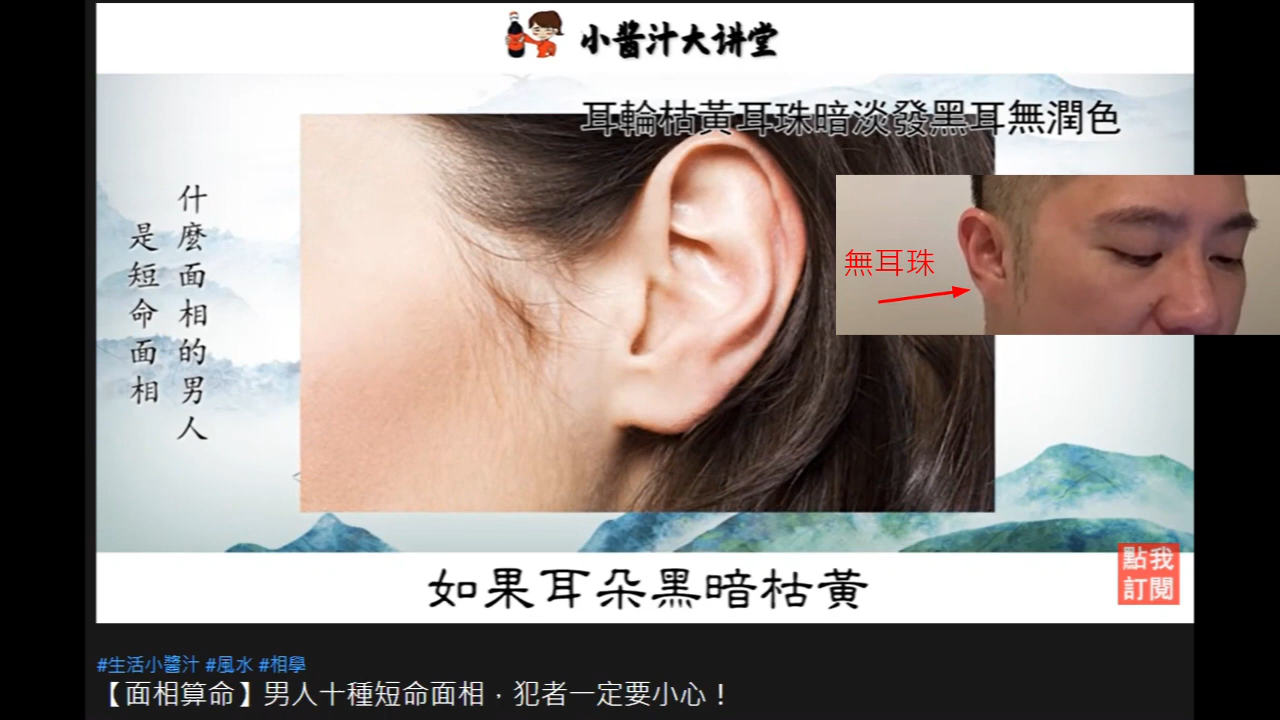 小醬汁大讲堂
耳輪枯黃耳珠暗淡發黑耳無潤色
什麼面相的男人
是短命面相
無耳珠
如果耳朵黑暗枯黃
點我
訂閱
#生活小醬汁 #風水 #相學
【面相算命】男人十種短命面相，犯者一定要小心！